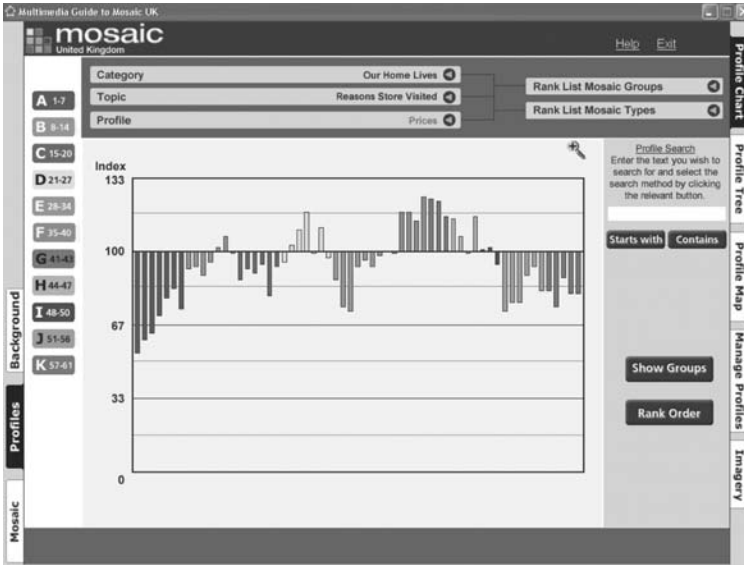 Multimedia Guide to Mosaic UK
mosaic
United Kingdom
Help Exit
Category Our Home Lives
Topic Reasons Store Visited
Profile Prices
Rank List Mosaic Groups
Rank List Mosaic Types
A 1-7
B 8-14
C 15-20
D 21-27
E 28-34
F 35-40
G 41-43
H 44-47
I 48-50
J 51-56
K 57-61
Index
133
100
67
33
0
Profile Search
Enter the text you wish to
search for and select the
search method by clicking
the relevant button.
Starts with Contains
Show Groups
Rank Order
Background
Profiles
Mosaic
Profile Chart
Profile Tree
Profile Map
Manage Profiles
Imagery